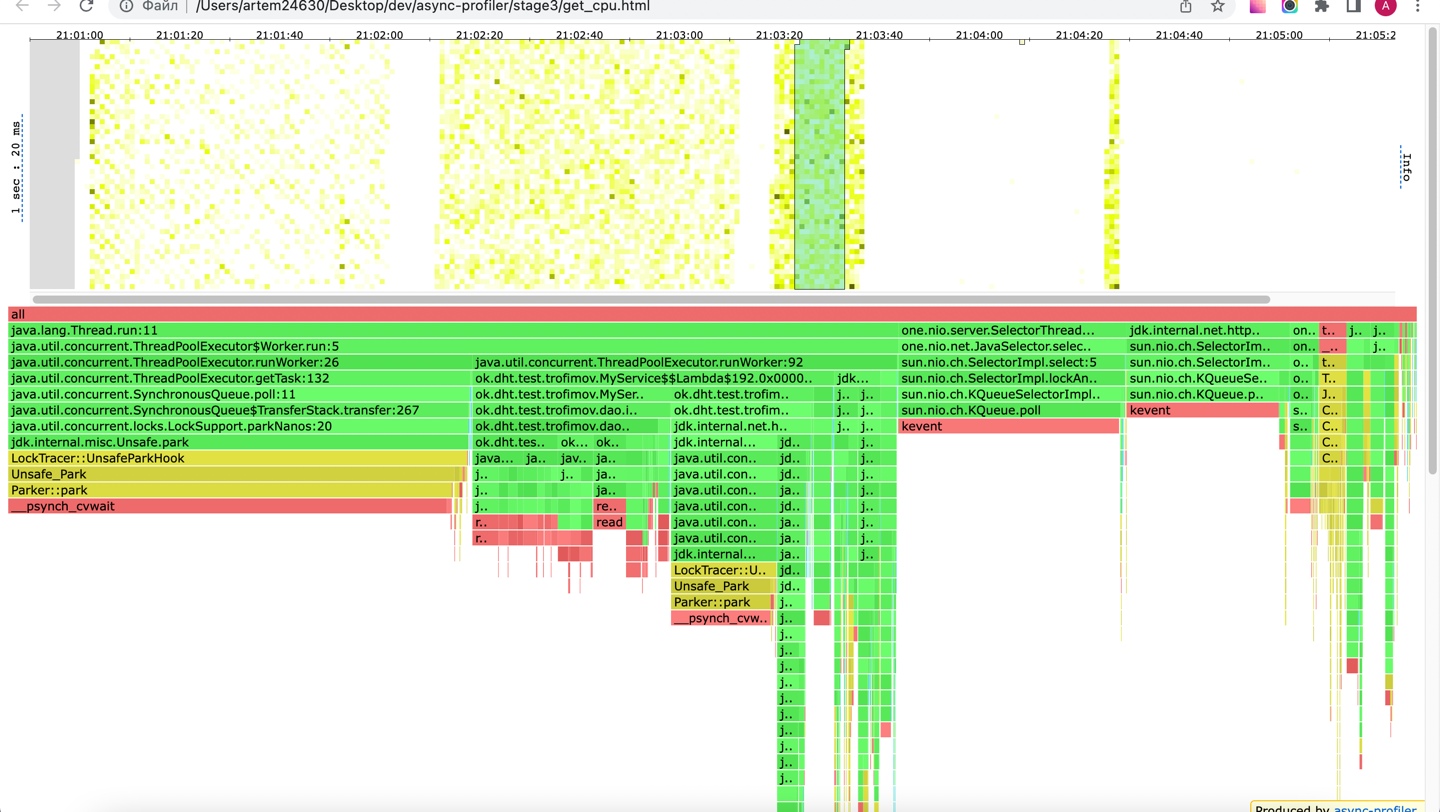 Файл /Users/artem24630/Desktop/dev/async-profiler/stage3/get_cpu.html A
21:01:00 21:01:20 21:01:40 21:02:00 21:02:20 21:02:40 21:03:00 21:03:20 21:03:40 21:04:00 21:04:20 21:04:40 21:05:00 21:05:2
1 sec : 20 ms
Info
all
java.lang.Thread.run:11 one.nio.server.SelectorThread... jdk.internal.net.http.. on.. t.. j.. j..
java.util.concurrent.ThreadPoolExecutor$Worker.run:5 one.nio.net.JavaSelector.selec.. sun.nio.ch.SelectorIm.. on.. _.. j..
java.util.concurrent.ThreadPoolExecutor.runWorker:26 java.util.concurrent.ThreadPoolExecutor.runWorker:92 sun.nio.ch.SelectorImpl.select:5 sun.nio.ch.SelectorIm.. o.. t..
java.util.concurrent.ThreadPoolExecutor.getTask:132 ok.dht.test.trofimov.MyService$$Lambda$192.0x0000.. jdk... sun.nio.ch.SelectorImpl.lockAn.. sun.nio.ch.KQueueSe.. o.. T..
java.util.concurrent.SynchronousQueue.poll:11 ok.dht.test.trofimov.MySer.. ok.dht.test.trofim.. j.. j.. sun.nio.ch.KQueueSelectorImpl.. sun.nio.ch.KQueue.p.. o.. J..
java.util.concurrent.SynchronousQueue$TransferStack.transfer:267 ok.dht.test.trofimov.dao.i.. ok.dht.test.trofim.. j.. j.. sun.nio.ch.KQueue.poll kevent s.. C..
java.util.concurrent.locks.LockSupport.parkNanos:20 ok.dht.test.trofimov.dao.. jdk.internal.net.h.. j.. j.. kevent s.. C..
jdk.internal.misc.Unsafe.park ok.dht.tes.. ok... ok.. jdk.internal... jd.. j.. C..
LockTracer::UnsafeParkHook java... ja.. jav.. ja.. java.util.con.. jd.. j.. C..
Unsafe_Park j.. j.. ja.. java.util.con.. jd.. j..
Parker::park j.. ja.. java.util.con.. jd.. j..
__psynch_cvwait j.. re.. java.util.con.. jd.. j..
r.. read java.util.con.. jd.. j..
r.. java.util.con.. ja.. j..
jdk.internal... ja.. j..
LockTracer::U.. jd..
Unsafe_Park jd..
Parker::park j..
__psynch_cvw.. j..
j..
j..
j..
j..
j..
j..
j..
j..
j..
j..
Produced by async-profiler